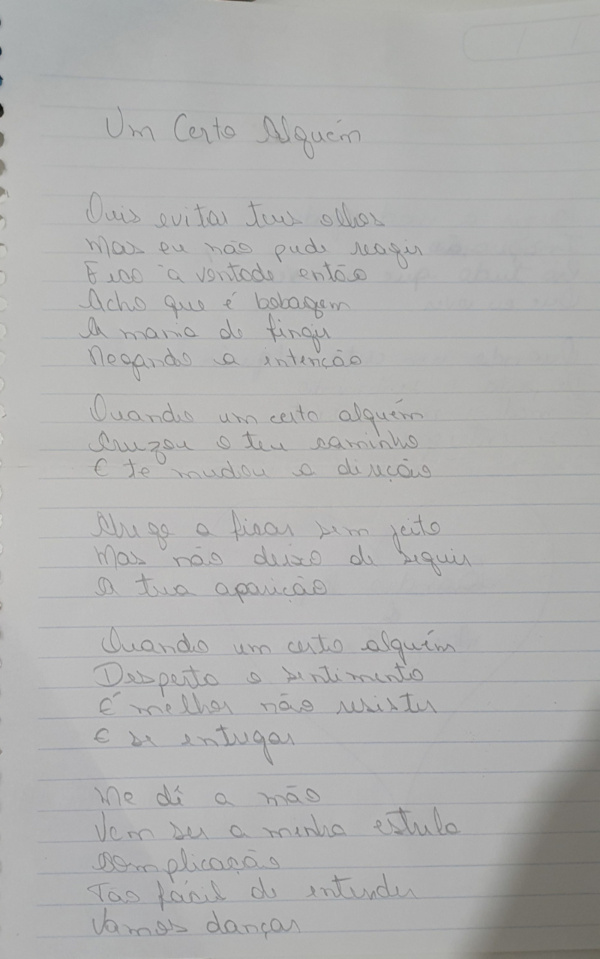 Um Certo Alguém
Quis evitar teus olhos
Mas eu não pude reagir
Fico à vontade então
Acho que é bobagem
A mania de fingir
Negando a intenção
Quando um certo alguém
Cruzou o teu caminho
E te mudou a direção
Chego a ficar sem jeito
Mas não deixo de seguir
A tua aparição
Quando um certo alguém
Desperta o sentimento
É melhor não resistir
E se entregar
Me dê a mão
Vem ser a minha estrela
Complicação
Tão fácil de entender
Vamos dançar